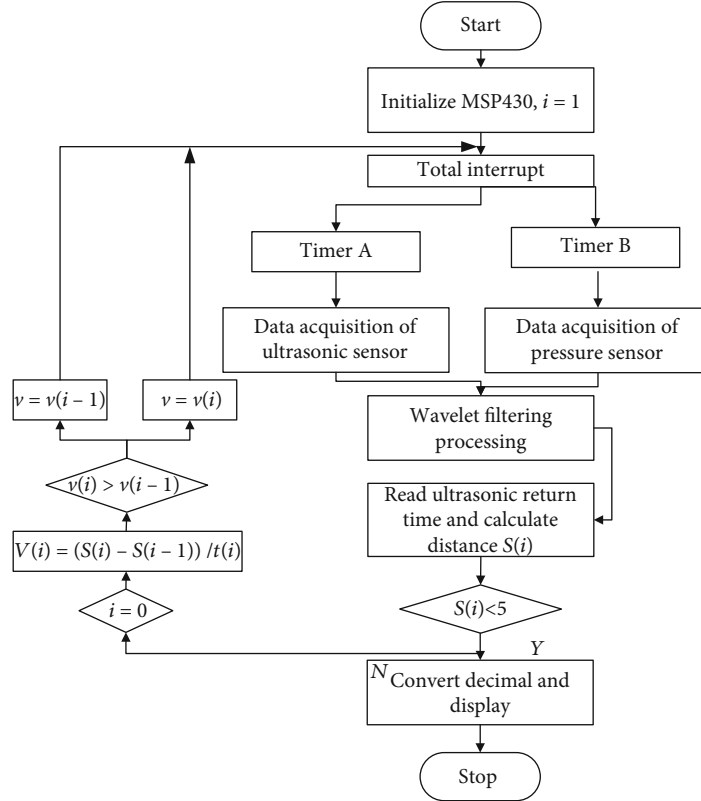 Start
Initialize MSP430, i = 1
Total interrupt
Timer A
Timer B
Data acquisition of
ultrasonic sensor
Data acquisition of
pressure sensor
v = v(i – 1)
v = v(i)
Wavelet filtering
processing
v(i) > v(i – 1)
Read ultrasonic return
time and calculate
distance S(i)
V(i) = (S(i) – S(i – 1)) /t(i)
i = 0
S(i)<5
Y
N
Convert decimal and
display
Stop